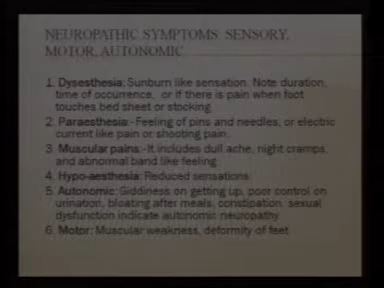 NEUROPATHIC SYMPTOMS SENSORY,
MOTOR, AUTONOMIC
1. Dysesthesia: Sunburn like sensation. Note duration,
time of occurrence, or if there is pain when foot
touches bed sheet or stocking.
2. Paraesthesia:-Feeling of pins and needles, or electric
current like pain or shooting pain.
3. Muscular pains:-It includes dull ache, night cramps,
and abnormal band like feeling.
4. Hypo-aesthesia: Reduced sensations
5. Autonomic: Giddiness on getting up, poor control on
urination, bloating after meals, constipation, sexual
dysfunction indicate autonomic neuropathy.
6. Motor: Muscular weakness, deformity of feet